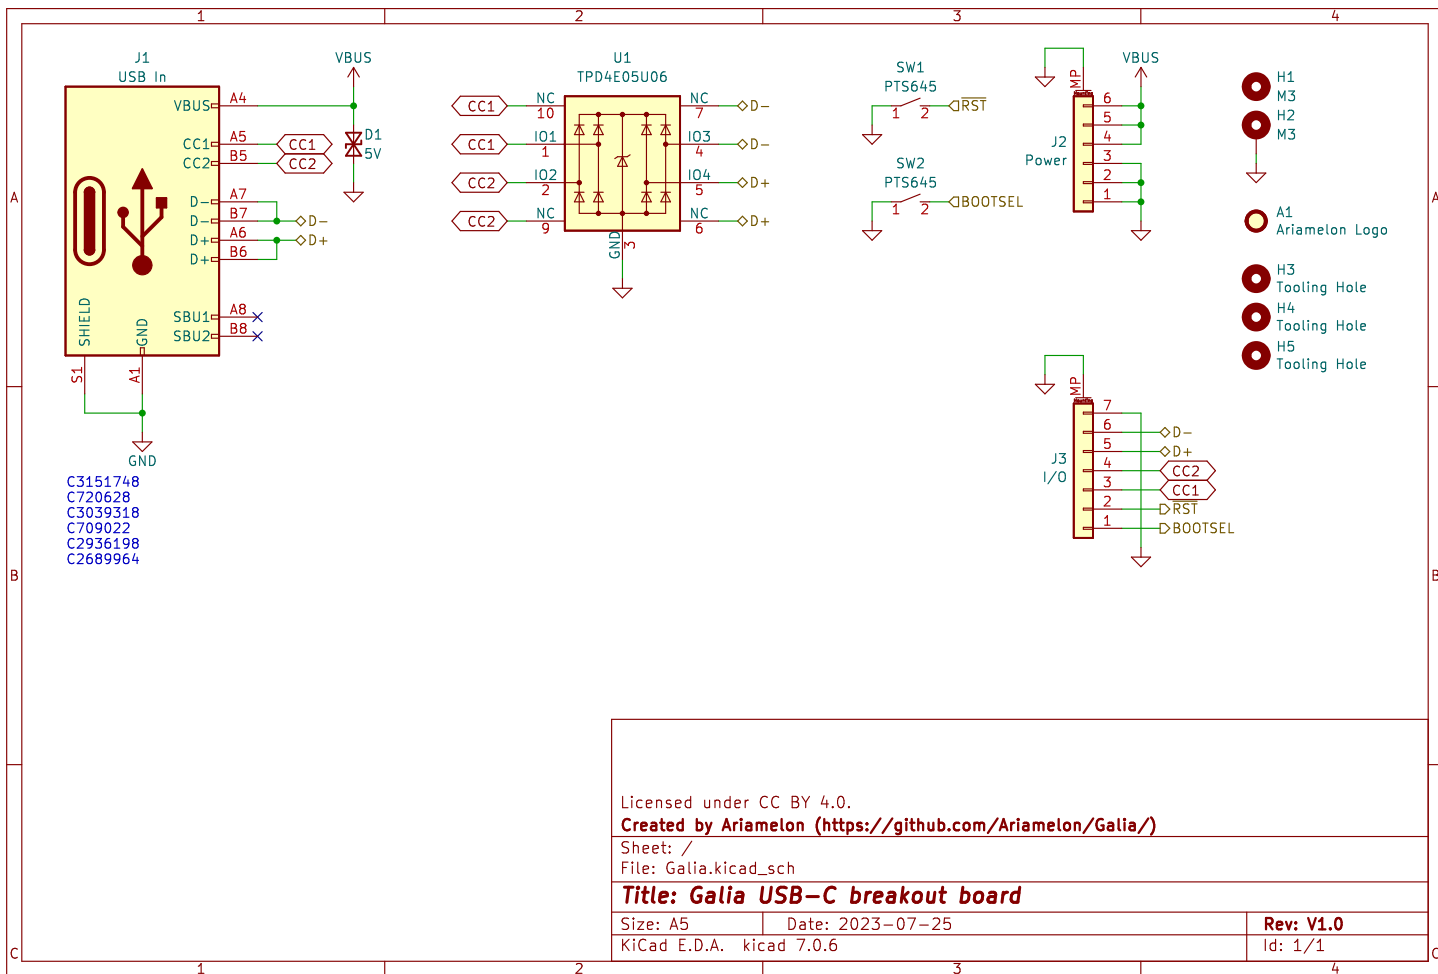 1 2 3 4
A
B
C
A
B
C
J1
USB In
VBUS A4
CC1 A5 CC1
CC2 B5 CC2
D- A7
D- B7 D-
D+ A6 D+
D+ B6
SBU1 A8
SBU2 B8
SHIELD
GND
S1
A1
GND
VBUS
D1
5V
C3151748
C720628
C3039318
C709022
C2936198
C2689964
U1
TPD4E05U06
CC1 NC 10 NC 7 D-
CC1 IO1 1 IO3 4 D-
CC2 IO2 2 IO4 5 D+
CC2 NC 9 NC 6 D+
GND 3
SW1
PTS645
1 2 RST
SW2
PTS645
1 2 BOOTSEL
MP
VBUS
6
5
4
3
2
1
J2
Power
H1
M3
H2
M3
A1
Ariamelon Logo
H3
Tooling Hole
H4
Tooling Hole
H5
Tooling Hole
MP
7
6 D-
5 D+
4 CC2
3 CC1
2 RST
1 BOOTSEL
J3
I/O
Licensed under CC BY 4.0.
Created by Ariamelon (https://github.com/Ariamelon/Galia/)
Sheet: /
File: Galia.kicad_sch
Title: Galia USB-C breakout board
Size: A5 Date: 2023-07-25 Rev: V1.0
KiCad E.D.A. kicad 7.0.6 Id: 1/1
1 2 3 4